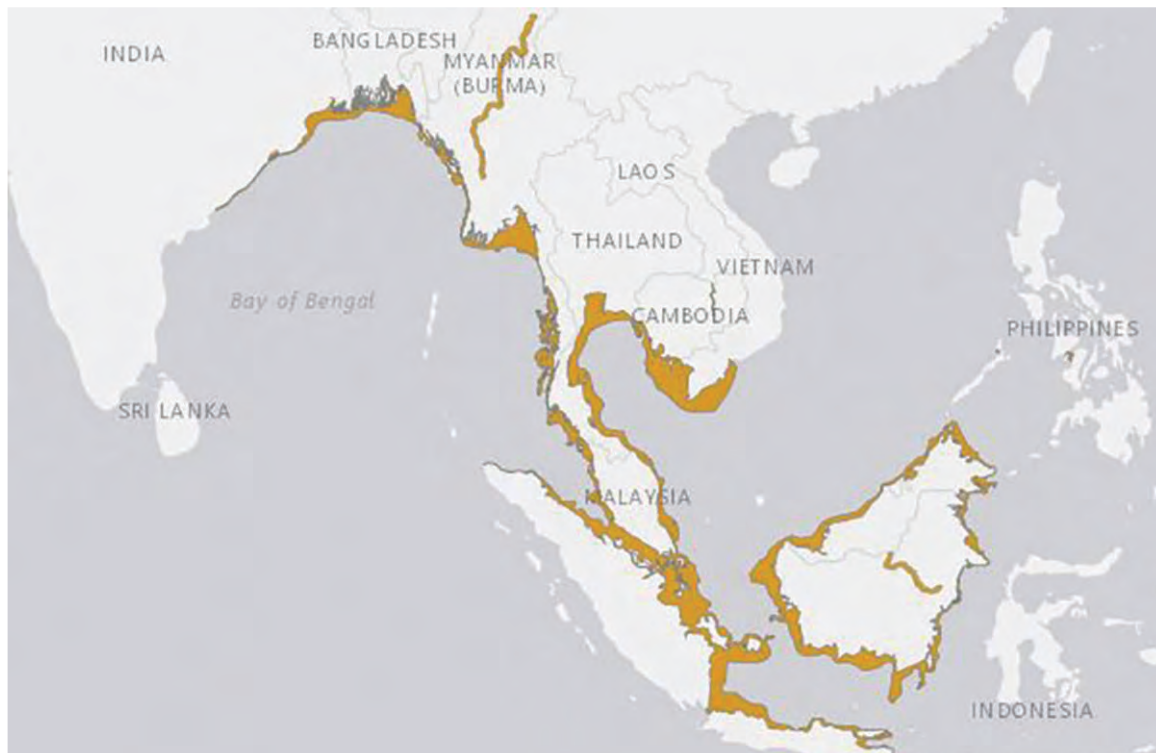 INDIA
BANGLADESH
MYANMAR
(BURMA)
LAOS
THAILAND
VIETNAM
Bay of Bengal
CAMBODIA
PHILIPPINES
SRI LANKA
MALAYSIA
INDONESIA